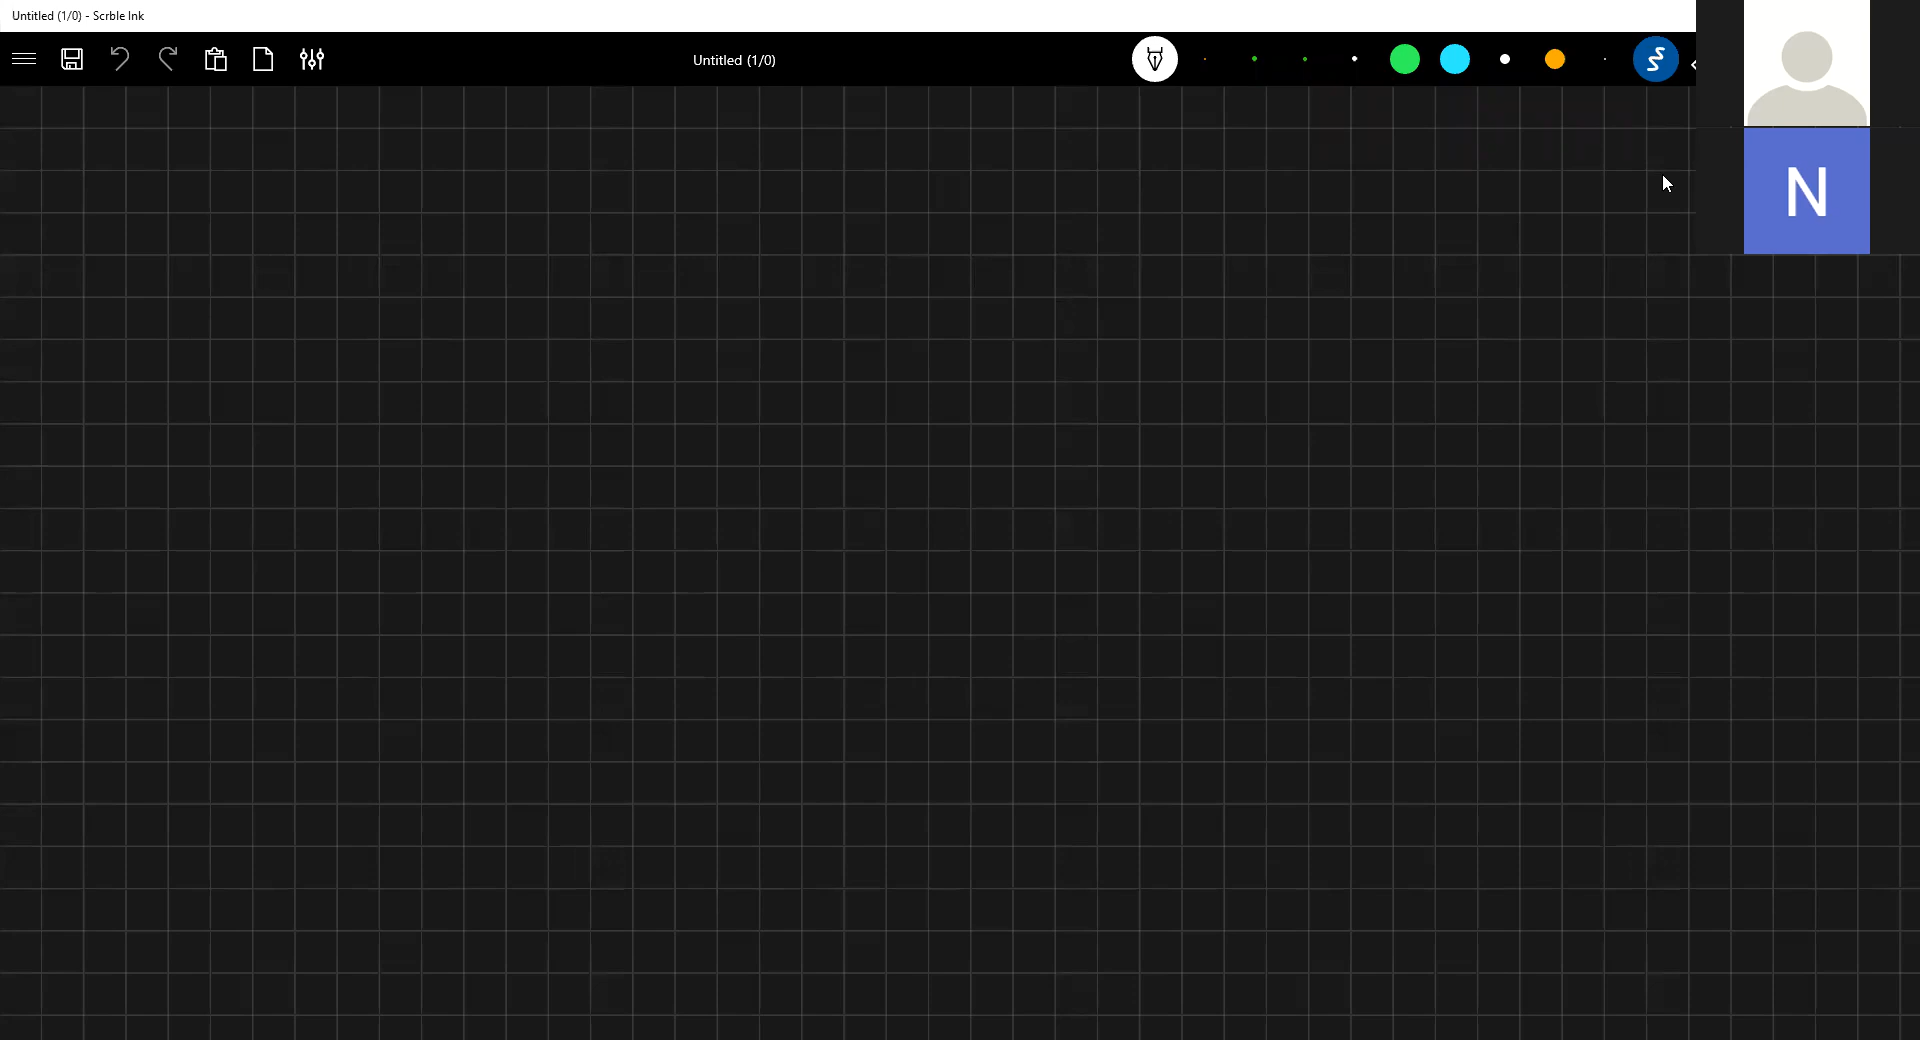 Untitled (1/0) - Scrble Ink
Untitled (1/0)
N